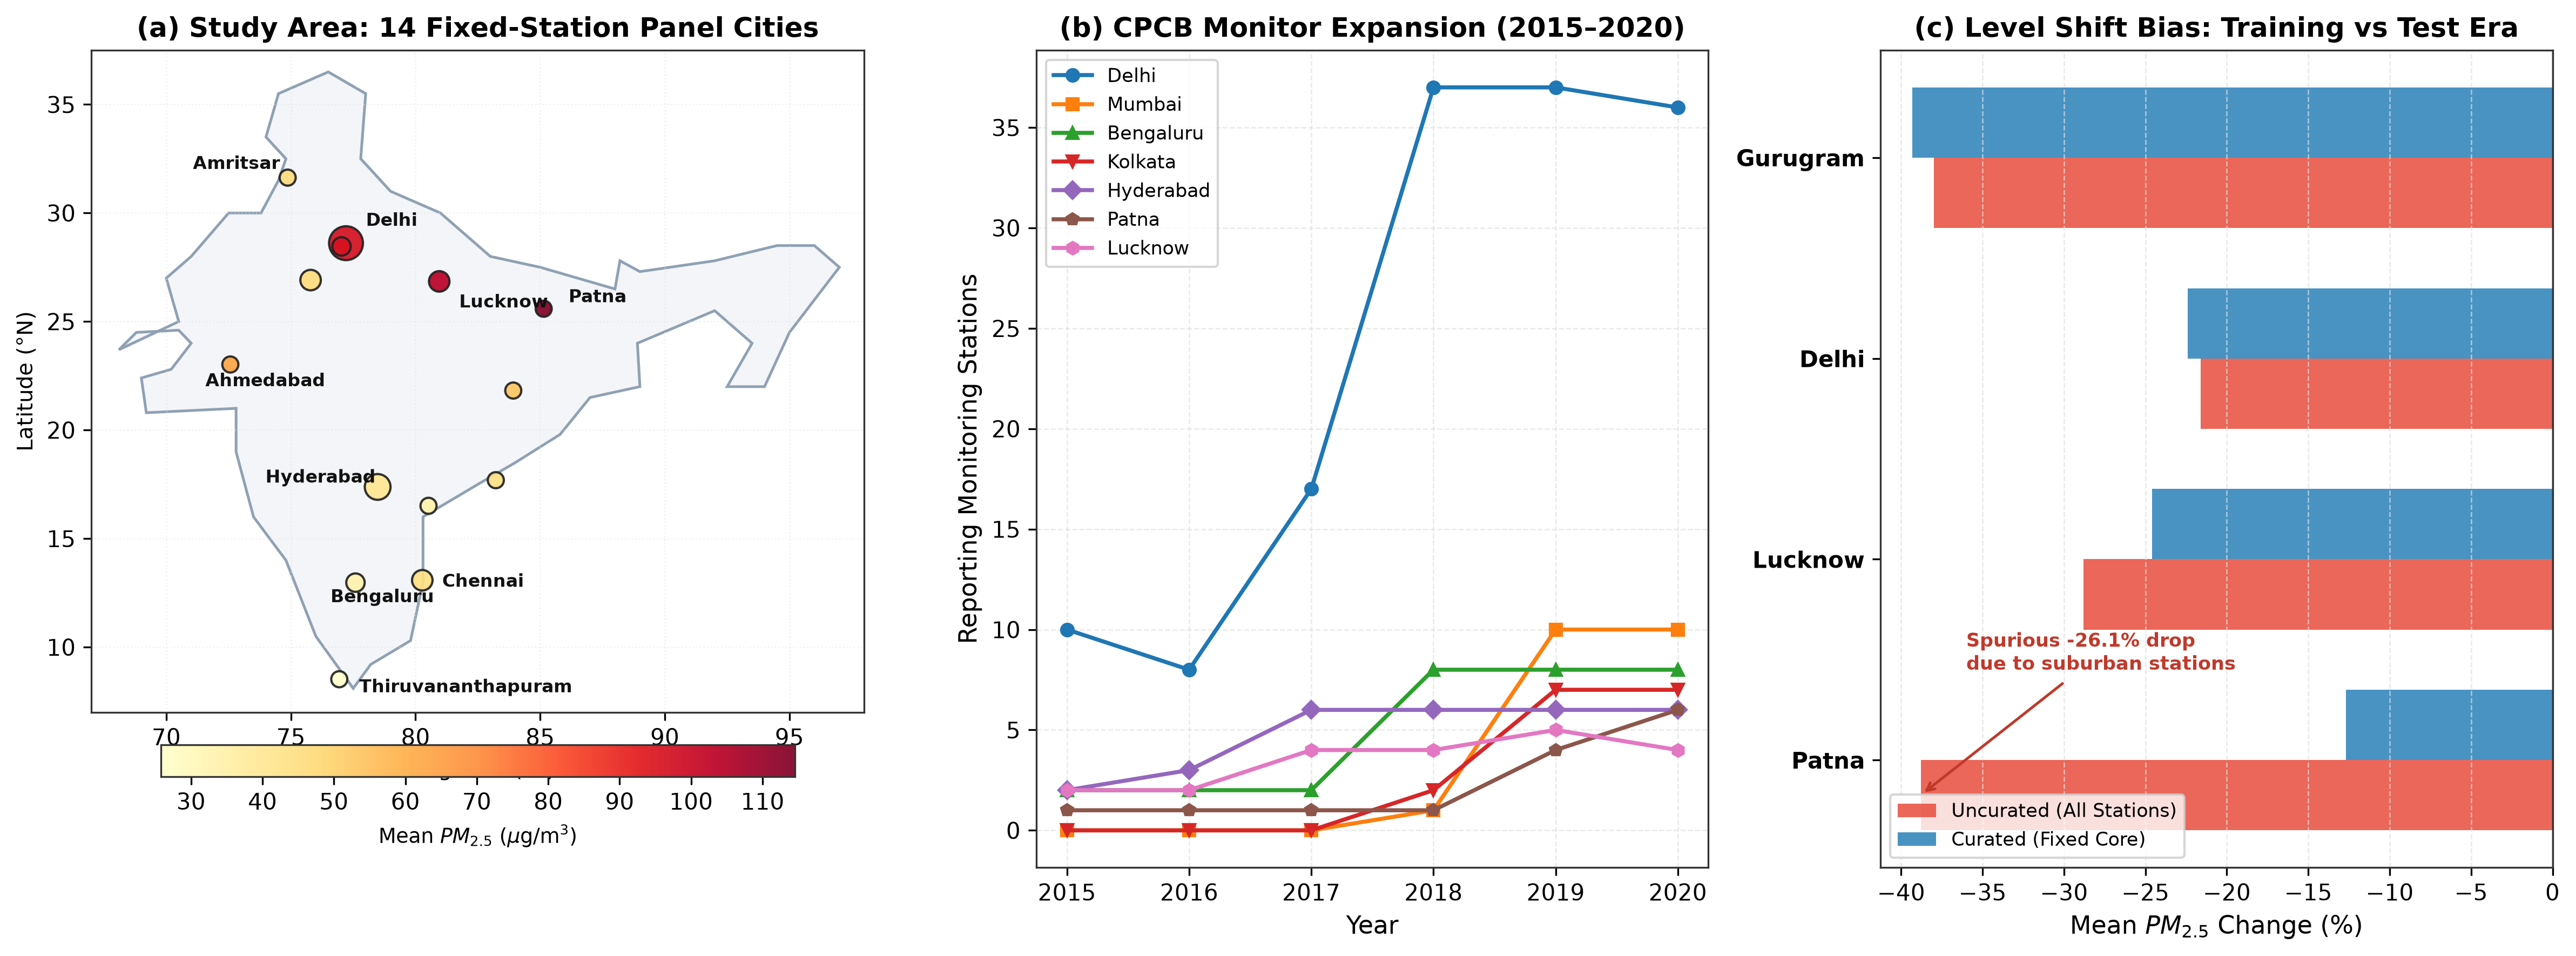 (a) Study Area: 14 Fixed-Station Panel Cities
Latitude (°N)
35
30
25
20
15
10
Amritsar
Delhi
Lucknow
Patna
Ahmedabad
Hyderabad
Bengaluru
Chennai
Thiruvananthapuram
70 75 80 85 90 95
30 40 50 60 70 80 90 100 110
Mean PM2.5 (μg/m³)
(b) CPCB Monitor Expansion (2015–2020)
Reporting Monitoring Stations
35
30
25
20
15
10
5
0
Delhi
Mumbai
Bengaluru
Kolkata
Hyderabad
Patna
Lucknow
2015 2016 2017 2018 2019 2020
Year
(c) Level Shift Bias: Training vs Test Era
Gurugram
Delhi
Lucknow
Patna
Spurious -26.1% drop
due to suburban stations
Uncurated (All Stations)
Curated (Fixed Core)
−40 −35 −30 −25 −20 −15 −10 −5 0
Mean PM2.5 Change (%)